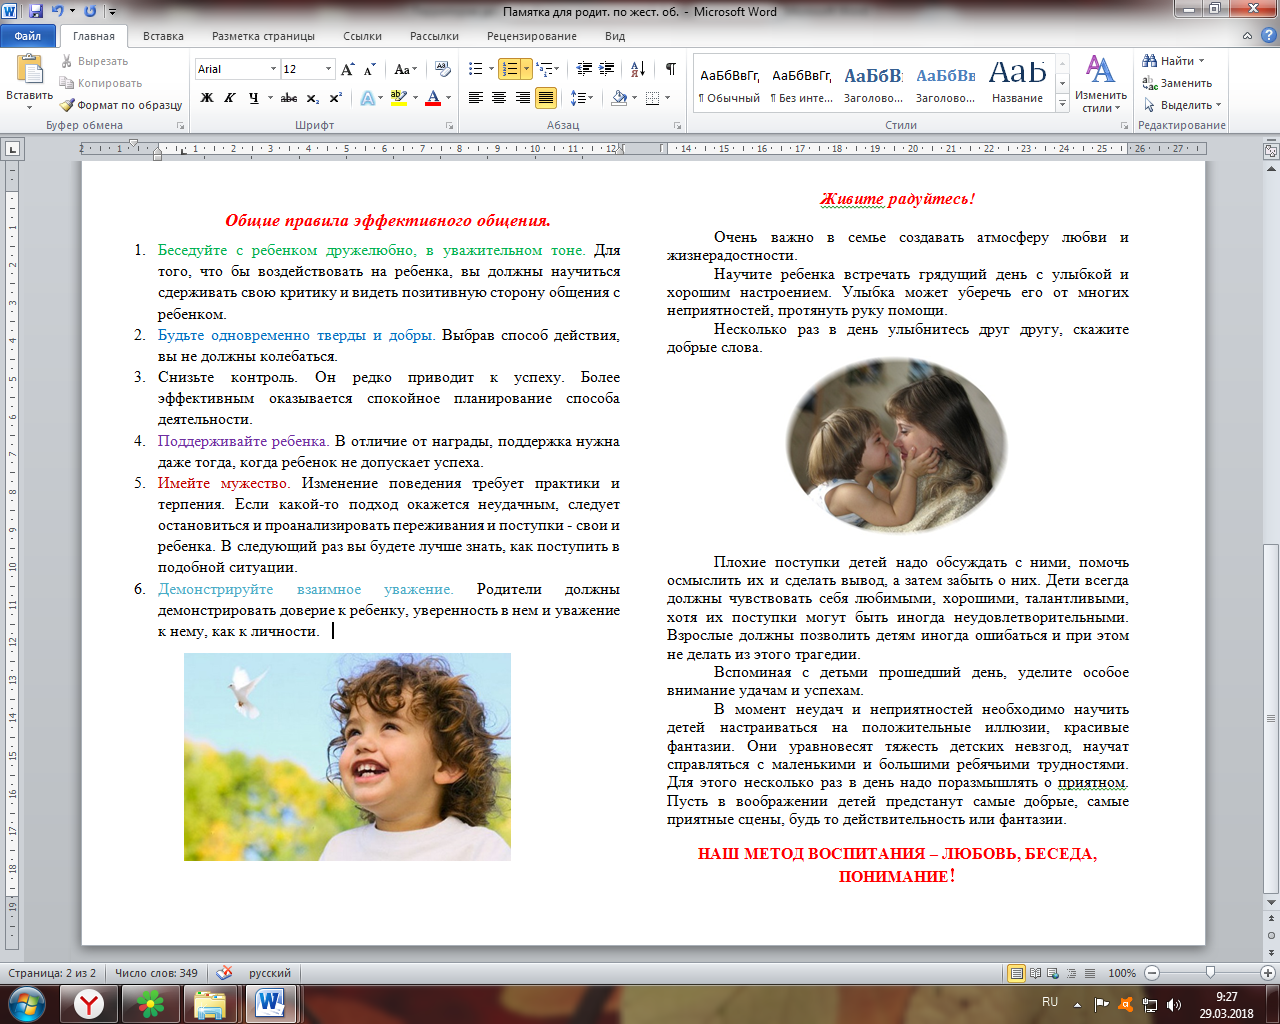 Памятка для родит. по жест. об. - Microsoft Word
Файл
Главная
Вставка
Разметка страницы
Ссылки
Рассылки
Рецензирование
Вид
Вставить
Вырезать
Копировать
Формат по образцу
Буфер обмена
Arial
12
Шрифт
Абзац
АаБбВвГг,
¶ Обычный
АаБбВвГг,
¶ Без инте...
АаБбВ
Заголово...
АаБбВв
Заголово...
АаБ
Название
Изменить
стили
Стили
Найти
Заменить
Выделить
Редактирование
Общие правила эффективного общения.
1. Беседуйте с ребенком дружелюбно, в уважительном тоне. Для
того, что бы воздействовать на ребенка, вы должны научиться
сдерживать свою критику и видеть позитивную сторону общения с
ребенком.
2. Будьте одновременно тверды и добры. Выбрав способ действия,
вы не должны колебаться.
3. Снизьте контроль. Он редко приводит к успеху. Более
эффективным оказывается спокойное планирование способа
деятельности.
4. Поддерживайте ребенка. В отличие от награды, поддержка нужна
даже тогда, когда ребенок не допускает успеха.
5. Имейте мужество. Изменение поведения требует практики и
терпения. Если какой-то подход окажется неудачным, следует
остановиться и проанализировать переживания и поступки - свои и
ребенка. В следующий раз вы будете лучше знать, как поступить в
подобной ситуации.
6. Демонстрируйте взаимное уважение. Родители должны
демонстрировать доверие к ребенку, уверенность в нем и уважение
к нему, как к личности.
Живите радуйтесь!
Очень важно в семье создавать атмосферу любви и
жизнерадостности.
Научите ребенка встречать грядущий день с улыбкой и
хорошим настроением. Улыбка может уберечь его от многих
неприятностей, протянуть руку помощи.
Несколько раз в день улыбнитесь друг другу, скажите
добрые слова.
Плохие поступки детей надо обсуждать с ними, помочь
осмыслить их и сделать вывод, а затем забыть о них. Дети всегда
должны чувствовать себя любимыми, хорошими, талантливыми,
хотя их поступки могут быть иногда неудовлетворительными.
Взрослые должны позволить детям иногда ошибаться и при этом
не делать из этого трагедии.
Вспоминая с детьми прошедший день, уделите особое
внимание удачам и успехам.
В момент неудач и неприятностей необходимо научить
детей настраиваться на положительные иллюзии, красивые
фантазии. Они уравновесят тяжесть детских невзгод, научат
справляться с маленькими и большими ребячьими трудностями.
Для этого несколько раз в день надо поразмышлять о приятном.
Пусть в воображении детей предстанут самые добрые, самые
приятные сцены, будь то действительность или фантазии.
НАШ МЕТОД ВОСПИТАНИЯ – ЛЮБОВЬ, БЕСЕДА,
ПОНИМАНИЕ!
Страница: 2 из 2
Число слов: 349
русский
100%
RU
9:27
29.03.2018